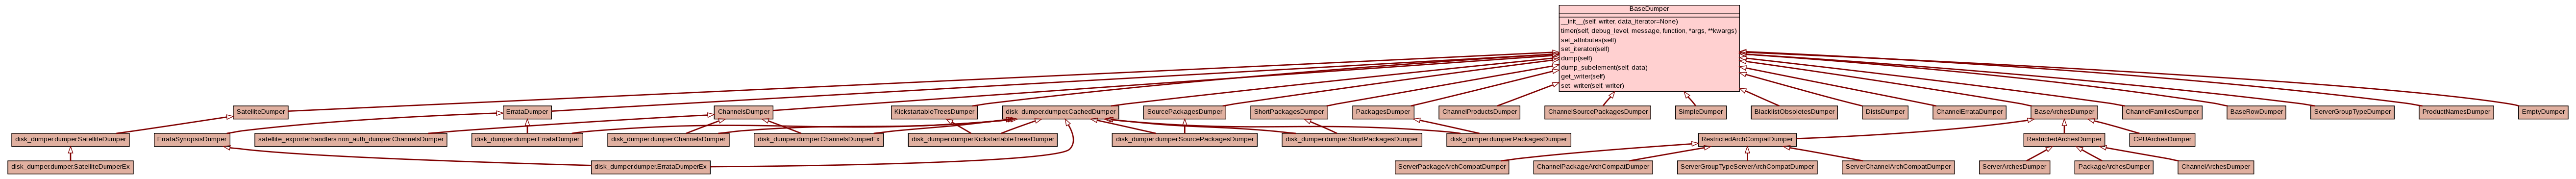 BaseDumper
__init__(self, writer, data_iterator=None)
timer(self, debug_level, message, function, *args, **kwargs)
set_attributes(self)
set_iterator(self)
dump(self)
dump_subelement(self, data)
get_writer(self)
set_writer(self, writer)
SatelliteDumper
ErrataDumper
ChannelsDumper
KickstartableTreesDumper
disk_dumper.dumper.CachedDumper
SourcePackagesDumper
ShortPackagesDumper
PackagesDumper
ChannelProductsDumper
ChannelSourcePackagesDumper
SimpleDumper
BlacklistObsoletesDumper
DistsDumper
ChannelErrataDumper
BaseArchesDumper
ChannelFamiliesDumper
BaseRowDumper
ServerGroupTypeDumper
ProductNamesDumper
EmptyDumper
disk_dumper.dumper.SatelliteDumper
ErrataSynopsisDumper
satellite_exporter.handlers.non_auth_dumper.ChannelsDumper
disk_dumper.dumper.ErrataDumper
disk_dumper.dumper.ChannelsDumper
disk_dumper.dumper.ChannelsDumperEx
disk_dumper.dumper.KickstartableTreesDumper
disk_dumper.dumper.SourcePackagesDumper
disk_dumper.dumper.ShortPackagesDumper
disk_dumper.dumper.PackagesDumper
RestrictedArchCompatDumper
RestrictedArchesDumper
CPUArchesDumper
disk_dumper.dumper.SatelliteDumperEx
disk_dumper.dumper.ErrataDumperEx
ServerPackageArchCompatDumper
ChannelPackageArchCompatDumper
ServerGroupTypeServerArchCompatDumper
ServerChannelArchCompatDumper
ServerArchesDumper
PackageArchesDumper
ChannelArchesDumper